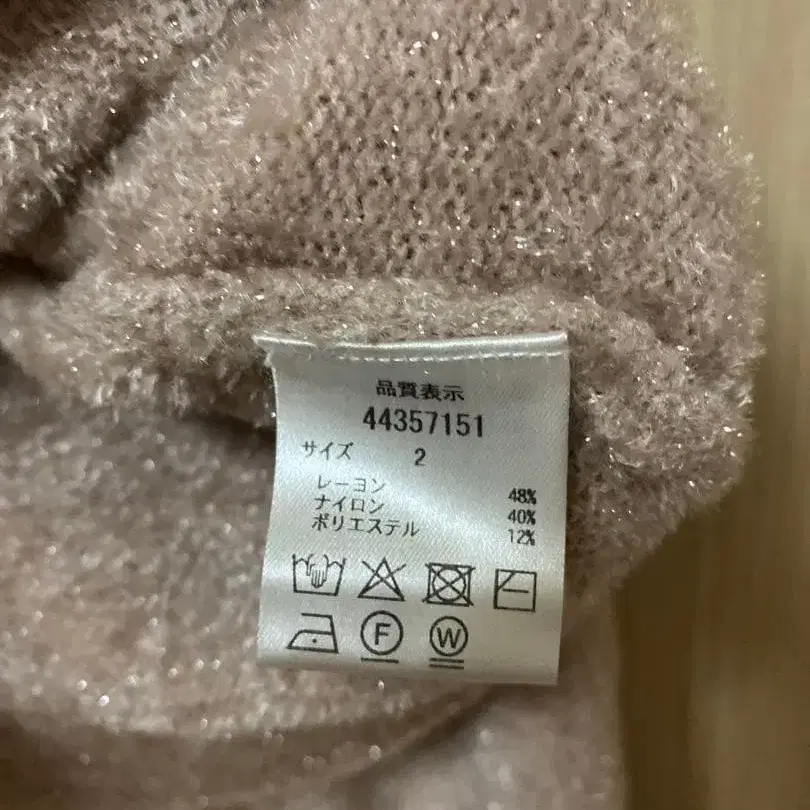 品質表示
44357151
サイズ 2
レーヨン 48%
ナイロン 40%
ポリエステル 12%
F W